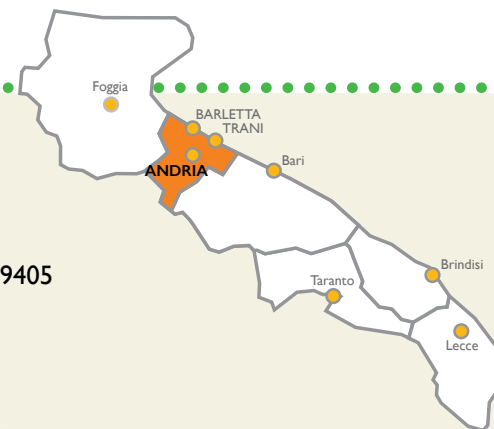 Foggia
BARLETTA
TRANI
ANDRIA
Bari
9405
Taranto
Brindisi
Lecce